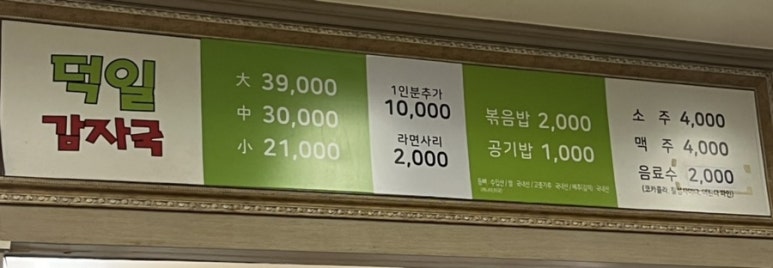 덕일
감자국
大 39,000
中 30,000
小 21,000
1인분추가
10,000
라면사리
2,000
볶음밥 2,000
공기밥 1,000
소 주 4,000
맥 주 4,000
음료수 2,000